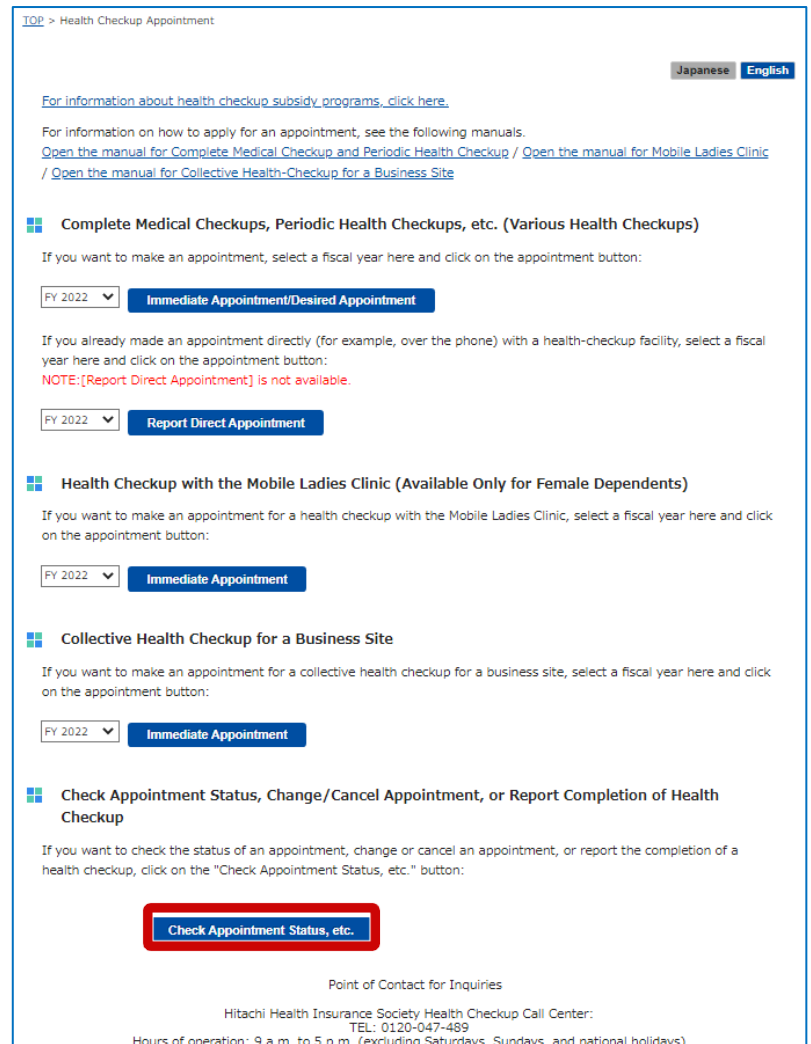 TOP > Health Checkup Appointment
Japanese English
For information about health checkup subsidy programs, click here.
For information on how to apply for an appointment, see the following manuals.
Open the manual for Complete Medical Checkup and Periodic Health Checkup / Open the manual for Mobile Ladies Clinic
/ Open the manual for Collective Health-Checkup for a Business Site
Complete Medical Checkups, Periodic Health Checkups, etc. (Various Health Checkups)
If you want to make an appointment, select a fiscal year here and click on the appointment button:
FY 2022 Immediate Appointment/Desired Appointment
If you already made an appointment directly (for example, over the phone) with a health-checkup facility, select a fiscal
year here and click on the appointment button:
NOTE:[Report Direct Appointment] is not available.
FY 2022 Report Direct Appointment
Health Checkup with the Mobile Ladies Clinic (Available Only for Female Dependents)
If you want to make an appointment for a health checkup with the Mobile Ladies Clinic, select a fiscal year here and click
on the appointment button:
FY 2022 Immediate Appointment
Collective Health Checkup for a Business Site
If you want to make an appointment for a collective health checkup for a business site, select a fiscal year here and click
on the appointment button:
FY 2022 Immediate Appointment
Check Appointment Status, Change/Cancel Appointment, or Report Completion of Health
Checkup
If you want to check the status of an appointment, change or cancel an appointment, or report the completion of a
health checkup, click on the "Check Appointment Status, etc." button:
Check Appointment Status, etc.
Point of Contact for Inquiries
Hitachi Health Insurance Society Health Checkup Call Center:
TEL: 0120-047-489
Hours of operation: 9 a.m. to 5 p.m. (excluding Saturdays, Sundays, and national holidays)